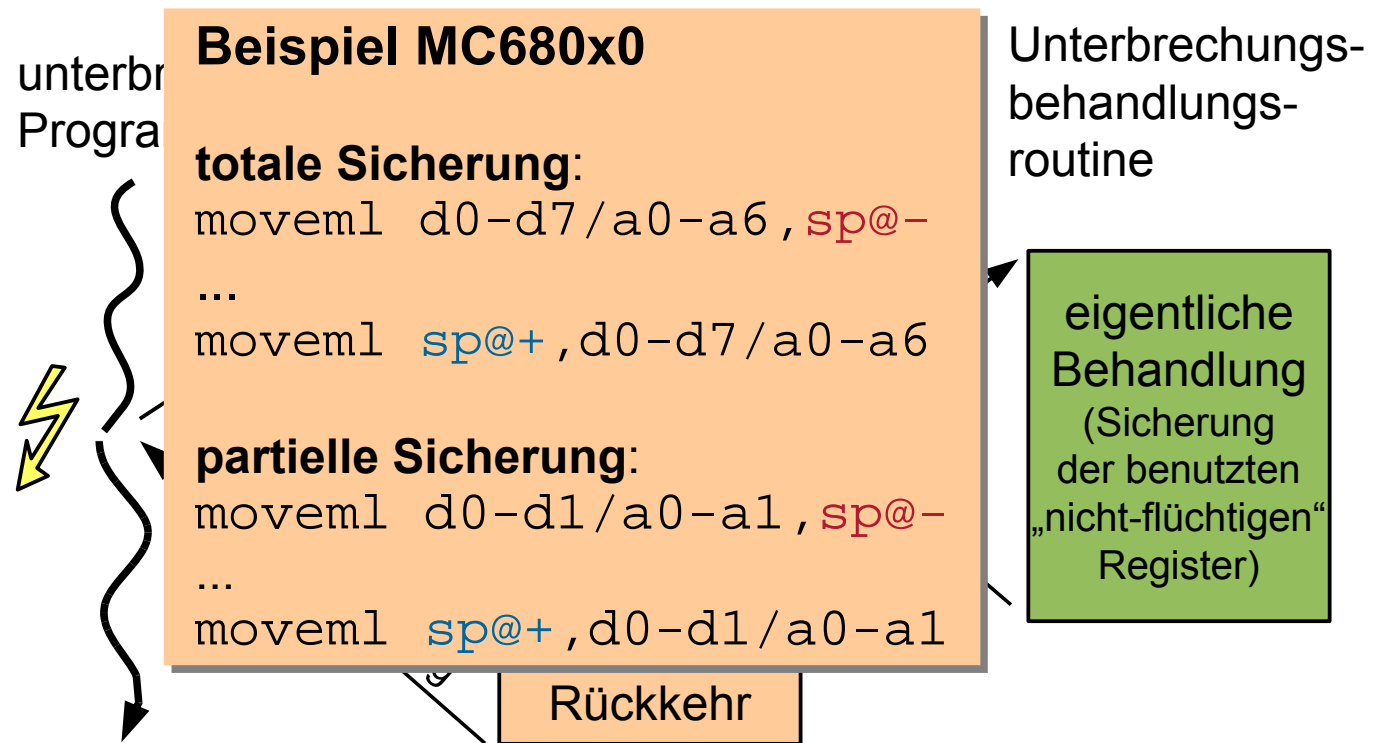 unterbr
Progra
Beispiel MC680x0
totale Sicherung:
moveml d0-d7/a0-a6,sp@-
...
moveml sp@+,d0-d7/a0-a6
partielle Sicherung:
moveml d0-d1/a0-a1,sp@-
...
moveml sp@+,d0-d1/a0-a1
Unterbrechungs-
behandlungs-
routine
eigentliche
Behandlung
(Sicherung
der benutzten
„nicht-flüchtigen“
Register)
Rückkehr